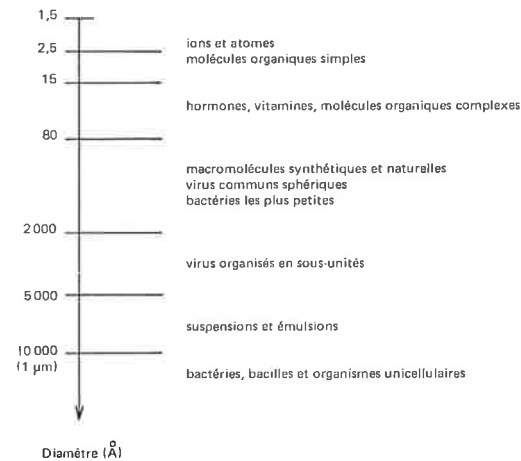 1,5
ions et atomes
2,5
molécules organiques simples
15
hormones, vitamines, molécules organiques complexes
80
macromolécules synthétiques et naturelles
virus communs sphériques
bactéries les plus petites
2 000
virus organisés en sous-unités
5 000
suspensions et émulsions
10 000
(1 µm)
bactéries, bacilles et organismes unicellulaires
Diamètre (Å)